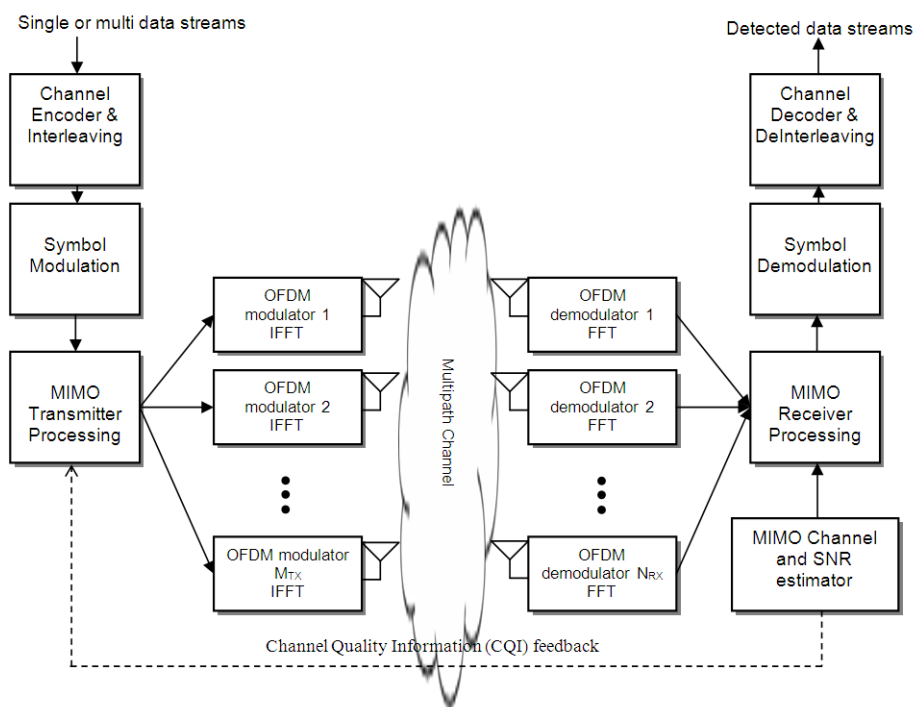 Single or multi data streams
Channel
Encoder &
Interleaving
Symbol
Modulation
MIMO
Transmitter
Processing
OFDM
modulator 1
IFFT
OFDM
modulator 2
IFFT
OFDM modulator
MTX
IFFT
Multipath Channel
OFDM
demodulator 1
FFT
OFDM
demodulator 2
FFT
OFDM
demodulator NRX
FFT
Detected data streams
Channel
Decoder &
DeInterleaving
Symbol
Demodulation
MIMO
Receiver
Processing
MIMO Channel
and SNR
estimator
Channel Quality Information (CQI) feedback